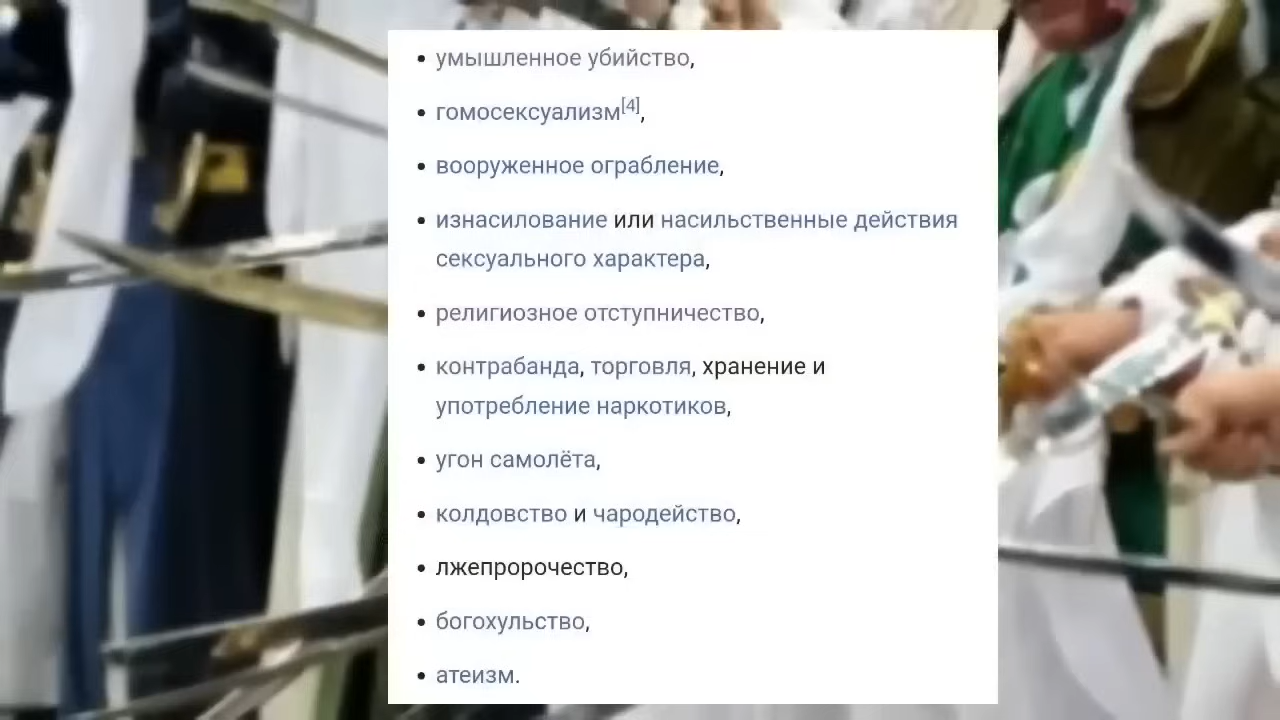 • умышленное убийство,
• гомосексуализм[4],
• вооруженное ограбление,
• изнасилование или насильственные действия
сексуального характера,
• религиозное отступничество,
• контрабанда, торговля, хранение и
употребление наркотиков,
• угон самолёта,
• колдовство и чародейство,
• лжепророчество,
• богохульство,
• атеизм.